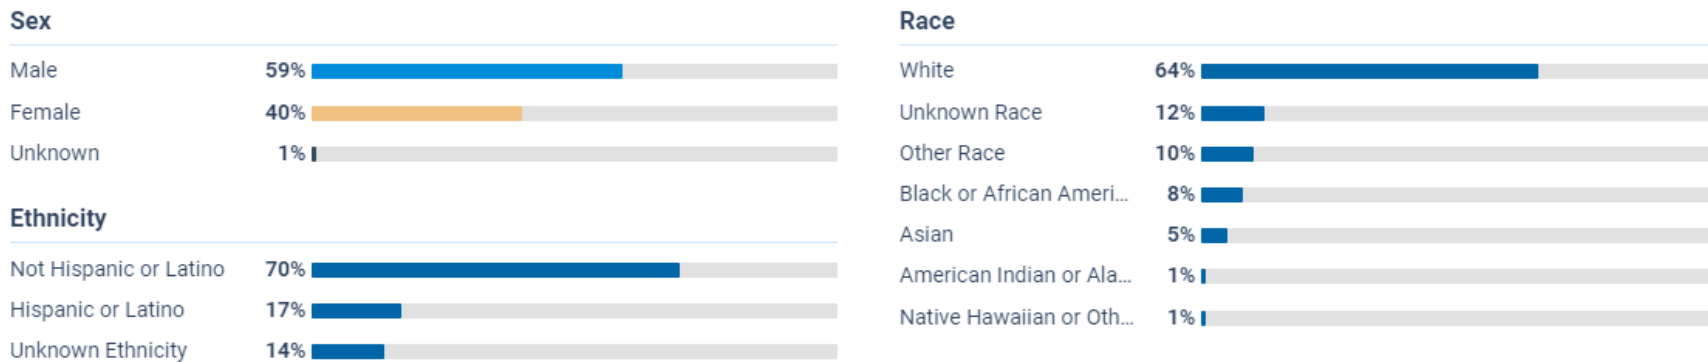 Sex
Male 59%
Female 40%
Unknown 1%
Ethnicity
Not Hispanic or Latino 70%
Hispanic or Latino 17%
Unknown Ethnicity 14%
Race
White 64%
Unknown Race 12%
Other Race 10%
Black or African Ameri... 8%
Asian 5%
American Indian or Ala... 1%
Native Hawaiian or Oth... 1%